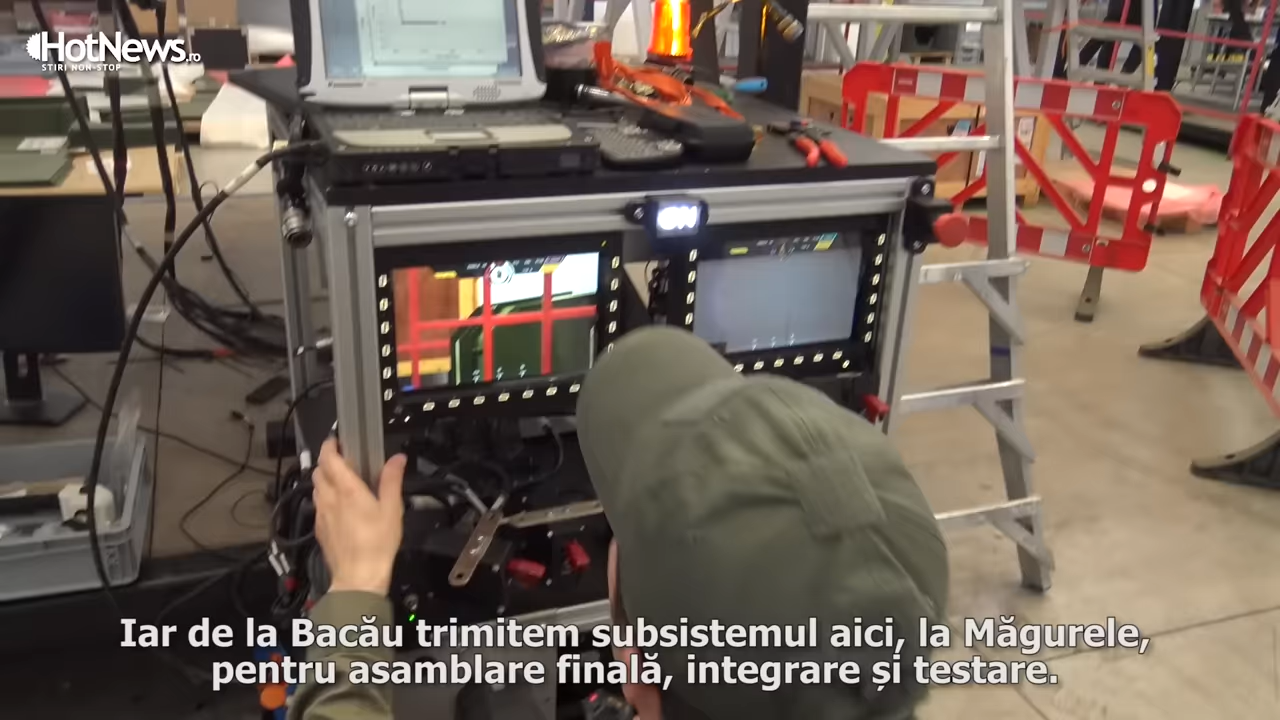 HotNews.ro
STIRI NON-STOP
ON
Iar de la Bacău trimitem subsistemul aici, la Măgurele,
pentru asamblare finală, integrare și testare.